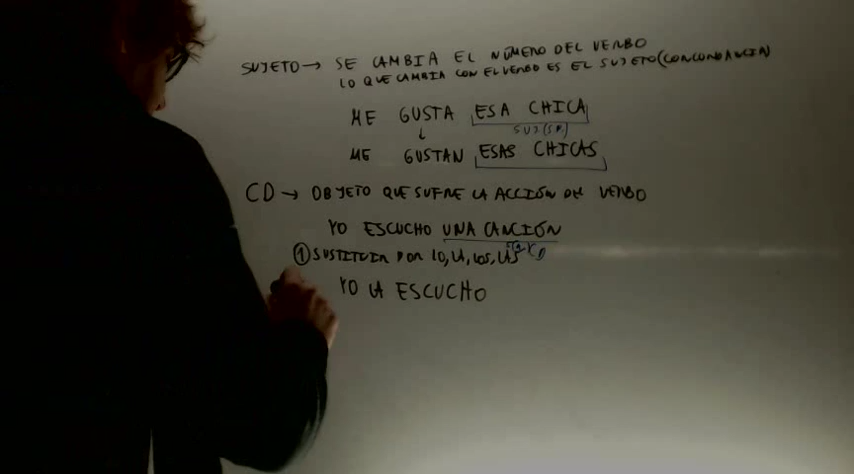 SUJETO → SE CAMBIA EL NÚMERO DEL VERBO
LO QUE CAMBIA CON EL VERBO ES EL SUJETO (CONCORDANCIA)
ME GUSTA ESA CHICA
ME GUSTAN ESAS CHICAS
CD → OBJETO QUE SUFRE LA ACCIÓN DEL VERBO
YO ESCUCHO UNA CANCIÓN
① SUSTITUIR POR LO, LA, LOS, LAS
YO LA ESCUCHO